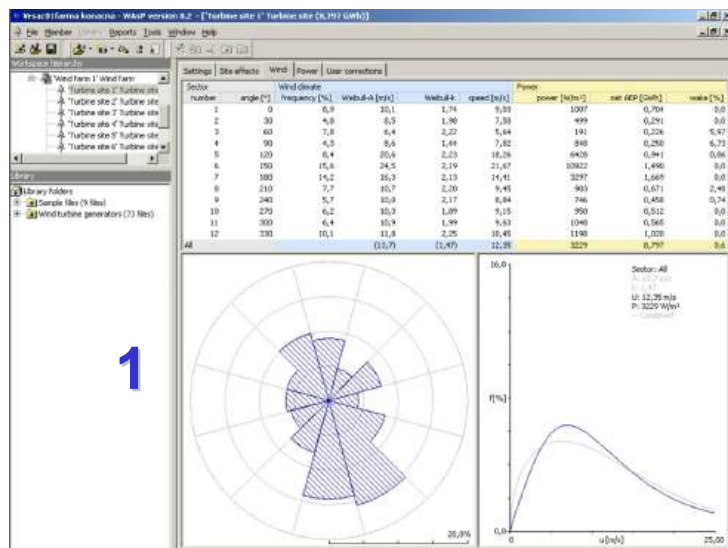 Vrsac01farma konacna - WAsP version 8.2 - ['Turbine site 1' Turbine site (8,797 GWh)]
File Member Library Reports Tools Window Help
Workspace hierarchy
'Wind farm 1' Wind farm
'Turbine site 1' Turbine site
'Turbine site 2' Turbine site
'Turbine site 3' Turbine site
'Turbine site 4' Turbine site
'Turbine site 5' Turbine site
'Turbine site 6' Turbine site
Library
Library folders
Sample files (9 files)
Wind turbine generators (73 files)
1
Settings Site effects Wind Power User corrections
Sector Wind climate Power
number angle [°] frequency [%] Weibull-A [m/s] Weibull-k speed [m/s] power [W/m²] net AEP [GWh] wake [%]
1 0 8,9 10,1 1,74 9,03 1007 0,704 0,0
2 30 4,8 8,5 1,98 7,58 499 0,291 0,0
3 60 7,8 6,4 2,22 5,64 191 0,226 5,97
4 90 4,3 8,6 1,64 7,82 848 0,250 6,73
5 120 8,4 20,6 2,23 18,26 6428 0,941 0,86
6 150 15,6 24,5 2,19 21,67 10922 1,490 0,0
7 180 14,2 16,3 2,13 14,41 3297 1,669 0,0
8 210 7,7 10,7 2,20 9,45 903 0,671 2,48
9 240 5,7 10,0 2,17 8,84 746 0,458 0,74
10 270 6,2 10,3 1,89 9,15 950 0,512 0,0
11 300 6,4 10,9 1,99 9,63 1040 0,565 0,0
12 330 10,1 11,8 2,25 10,45 1198 1,020 0,0
All (13,7) (1,47) 12,35 3229 8,797 0,6
20,0%
16,0
Sector: All
A: 13,7 m/s
k: 1,47
U: 12,35 m/s
P: 3229 W/m²
Combined
f[%]
0,0
0 u [m/s] 25,00